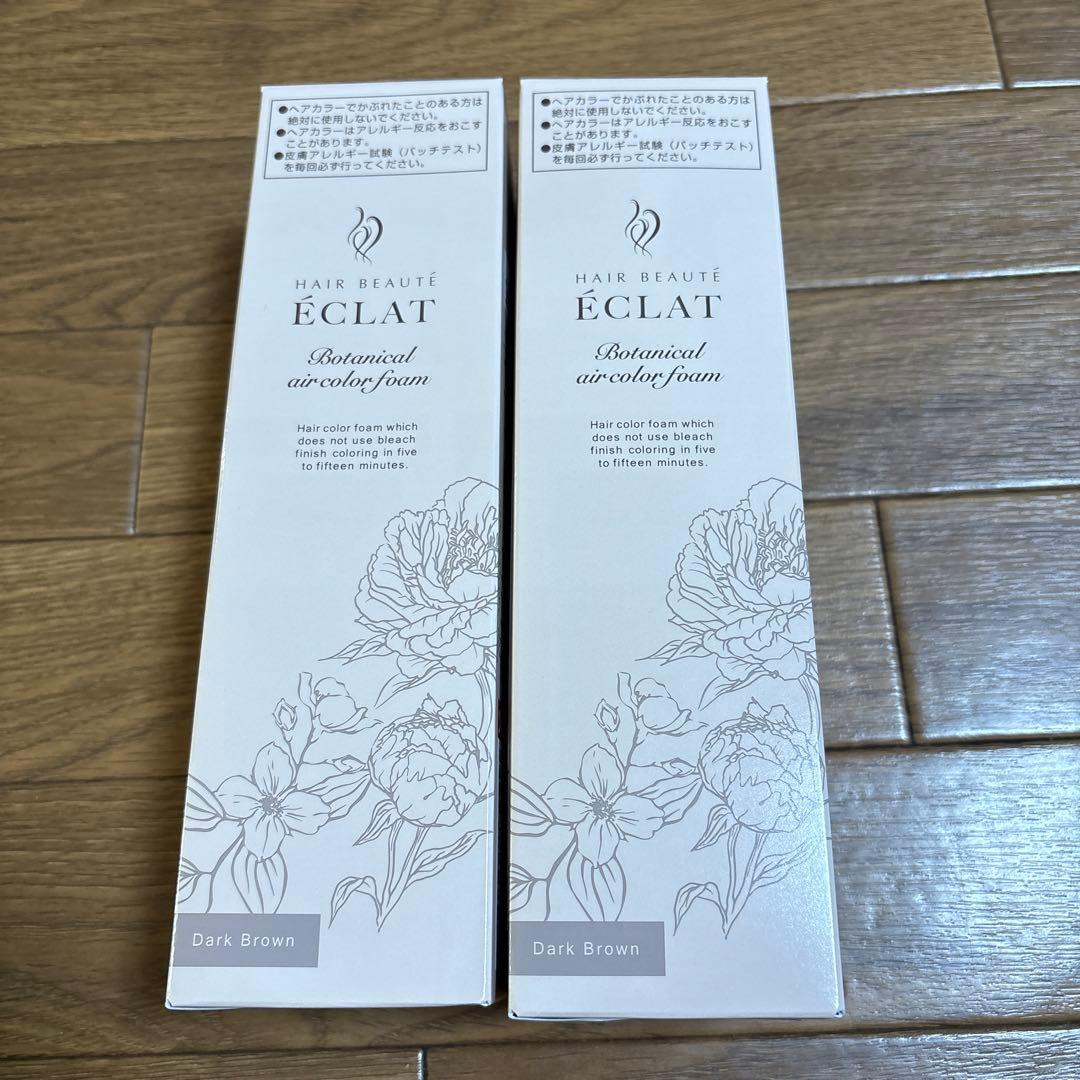 ●ヘアカラーでかぶれたことのある方は
絶対に使用しないでください。
●ヘアカラーはアレルギー反応をおこす
ことがあります。
●皮膚アレルギー試験（パッチテスト）
を毎回必ず行ってください。
HAIR BEAUTÉ
ÉCLAT
Botanical
air color foam
Hair color foam which
does not use bleach
finish coloring in five
to fifteen minutes.
Dark Brown
●ヘアカラーでかぶれたことのある方は
絶対に使用しないでください。
●ヘアカラーはアレルギー反応をおこす
ことがあります。
●皮膚アレルギー試験（パッチテスト）
を毎回必ず行ってください。
HAIR BEAUTÉ
ÉCLAT
Botanical
air color foam
Hair color foam which
does not use bleach
finish coloring in five
to fifteen minutes.
Dark Brown